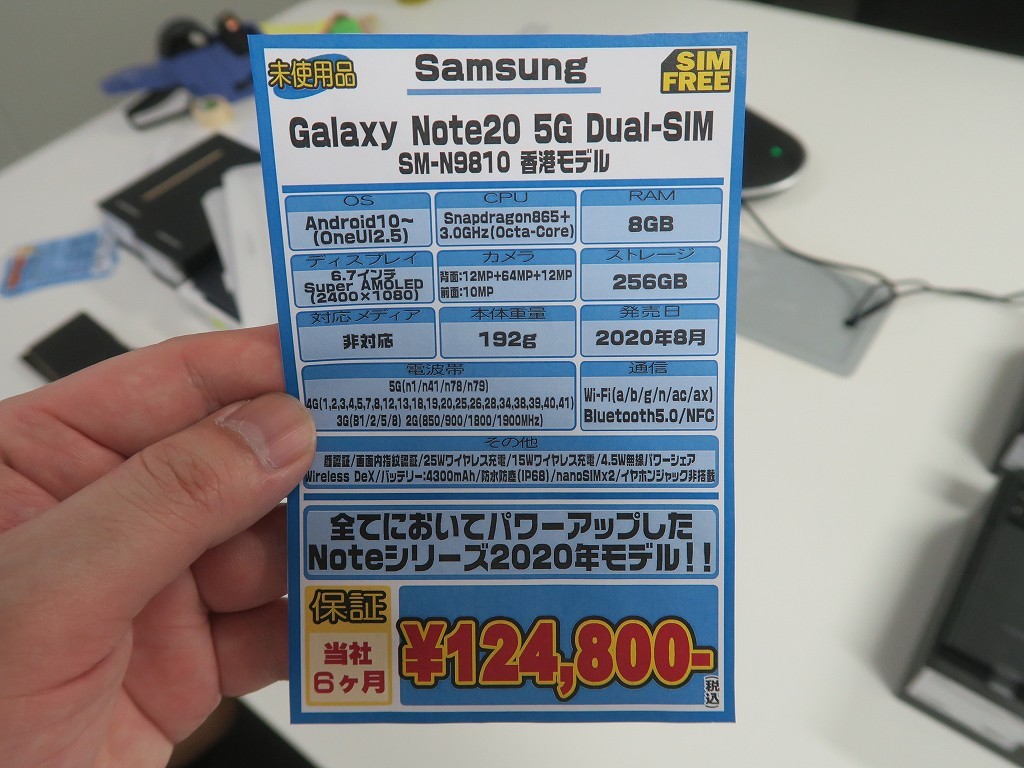 未使用品
Samsung
SIM
FREE
Galaxy Note20 5G Dual-SIM
SM-N9810 香港モデル
OS
CPU
RAM
Android10～
(OneUI2.5)
Snapdragon865+
3.0GHz(Octa-Core)
8GB
ディスプレイ
カメラ
ストレージ
6.7インチ
Super AMOLED
(2400×1080)
背面:12MP+64MP+12MP
前面:10MP
256GB
対応メディア
本体重量
発売日
非対応
192g
2020年8月
電波帯
通信
5G(n1/n41/n78/n79)
4G(1,2,3,4,5,7,8,12,13,18,19,20,25,26,28,34,38,39,40,41)
3G(B1/2/5/8) 2G(850/900/1800/1900MHz)
Wi-Fi(a/b/g/n/ac/ax)
Bluetooth5.0/NFC
その他
顔認証/画面内指紋認証/25Wワイヤレス充電/15Wワイヤレス充電/4.5W無線パワーシェア
Wireless DeX/バッテリー:4300mAh/防水防塵(IP68)/nanoSIMx2/イヤホンジャック非搭載
全てにおいてパワーアップした
Noteシリーズ2020年モデル!!
保証
当社
6ヶ月
¥124,800-
(税込)